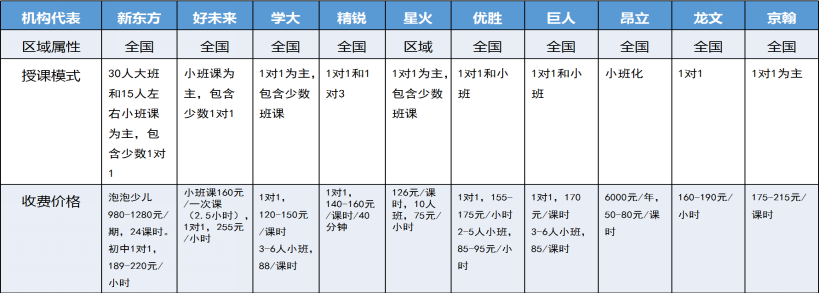 机构代表 新东方 好未来 学大 精锐 星火 优胜 巨人 昂立 龙文 京翰
区域属性 全国 全国 全国 全国 区域 全国 全国 全国 全国 全国
授课模式
30人大班
和15人左
右小班课
为主，包
含少数1对
1
小班课为
主，包含
少数1对1
1对1为主，
包含少数
班课
1对1和1
对3
1对1为主，
包含少数
班课
1对1和小
班
1对1和小
班
小班化
1对1
1对1为主
收费价格
泡泡少儿
980-1280元/
期，24课时。
初中1对1，
189-220元/
小时
小班课160元
/一次课
（2.5小时），
1对1，255元
/小时
1对1，
120-150元
/课时
3-6人小班，
88/课时
1对1，
140-160元
/课时/40
分钟
126元/课
时，10人
班，75元/
小时
1对1，155-
175元/小时
2-5人小班，
85-95元/小
时
1对1，170
元/课时
3-6人小班，
85/课时
6000元/年，
50-80元/课
时
160-190元/
小时
175-215元/
课时